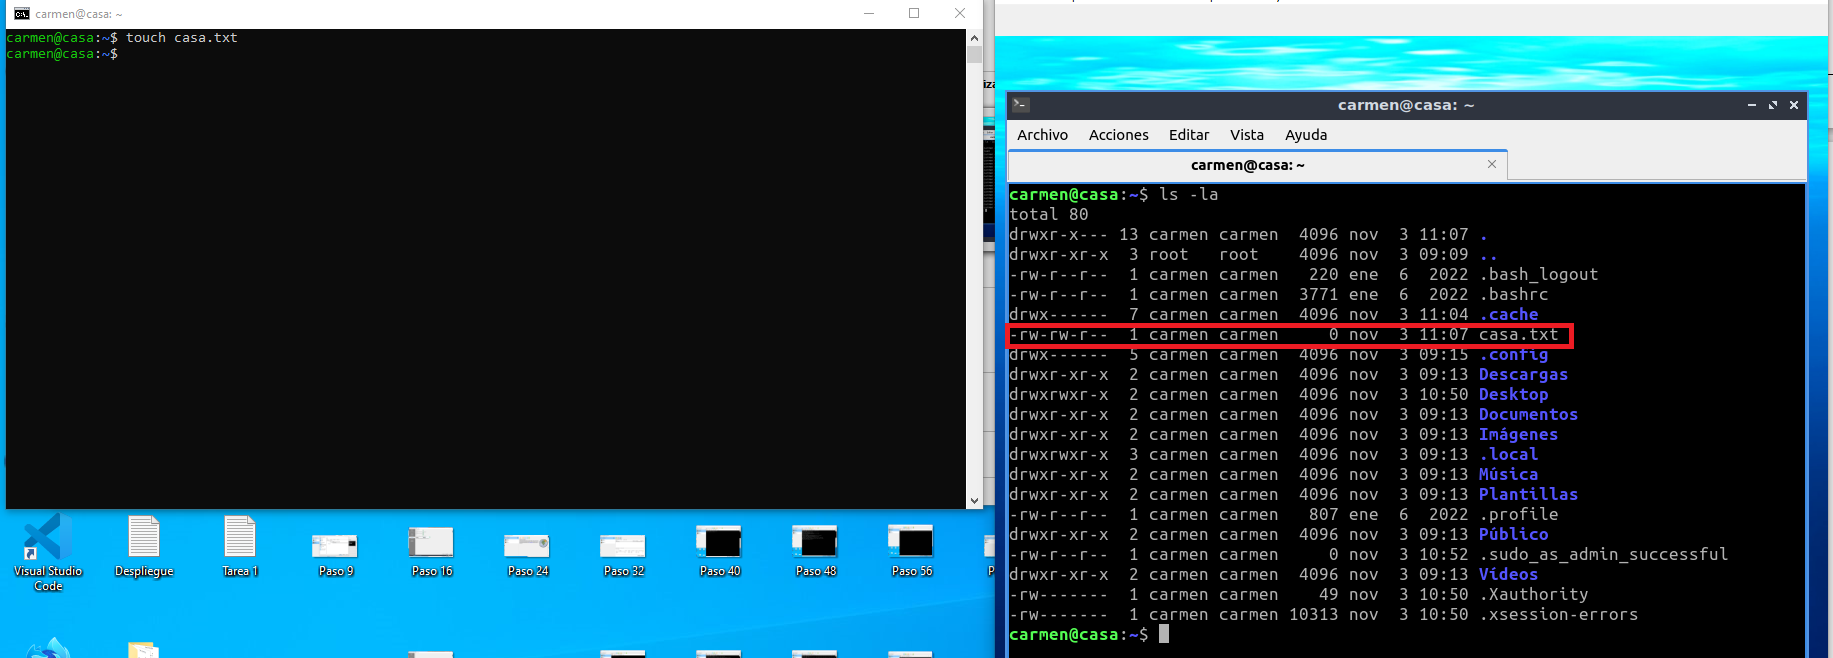 carmen@casa: ~
carmen@casa:~$ touch casa.txt
carmen@casa:~$
Visual Studio Code
Despliegue
Tarea 1
Paso 9
Paso 16
Paso 24
Paso 32
Paso 40
Paso 48
Paso 56
carmen@casa: ~
Archivo Acciones Editar Vista Ayuda
carmen@casa: ~
carmen@casa:~$ ls -la
total 80
drwxr-x--- 13 carmen carmen  4096 nov  3 11:07 .
drwxr-xr-x  3 root   root    4096 nov  3 09:09 ..
-rw-r--r--  1 carmen carmen   220 ene  6  2022 .bash_logout
-rw-r--r--  1 carmen carmen  3771 ene  6  2022 .bashrc
drwx------  7 carmen carmen  4096 nov  3 11:04 .cache
-rw-rw-r--  1 carmen carmen     0 nov  3 11:07 casa.txt
drwx------  5 carmen carmen  4096 nov  3 09:15 .config
drwxr-xr-x  2 carmen carmen  4096 nov  3 09:13 Descargas
drwxrwxr-x  2 carmen carmen  4096 nov  3 10:50 Desktop
drwxr-xr-x  2 carmen carmen  4096 nov  3 09:13 Documentos
drwxr-xr-x  2 carmen carmen  4096 nov  3 09:13 Imágenes
drwxrwxr-x  3 carmen carmen  4096 nov  3 09:13 .local
drwxr-xr-x  2 carmen carmen  4096 nov  3 09:13 Música
drwxr-xr-x  2 carmen carmen  4096 nov  3 09:13 Plantillas
-rw-r--r--  1 carmen carmen   807 ene  6  2022 .profile
drwxr-xr-x  2 carmen carmen  4096 nov  3 09:13 Público
-rw-r--r--  1 carmen carmen     0 nov  3 10:52 .sudo_as_admin_successful
drwxr-xr-x  2 carmen carmen  4096 nov  3 09:13 Vídeos
-rw-------  1 carmen carmen    49 nov  3 10:50 .Xauthority
-rw-------  1 carmen carmen 10313 nov  3 10:50 .xsession-errors
carmen@casa:~$